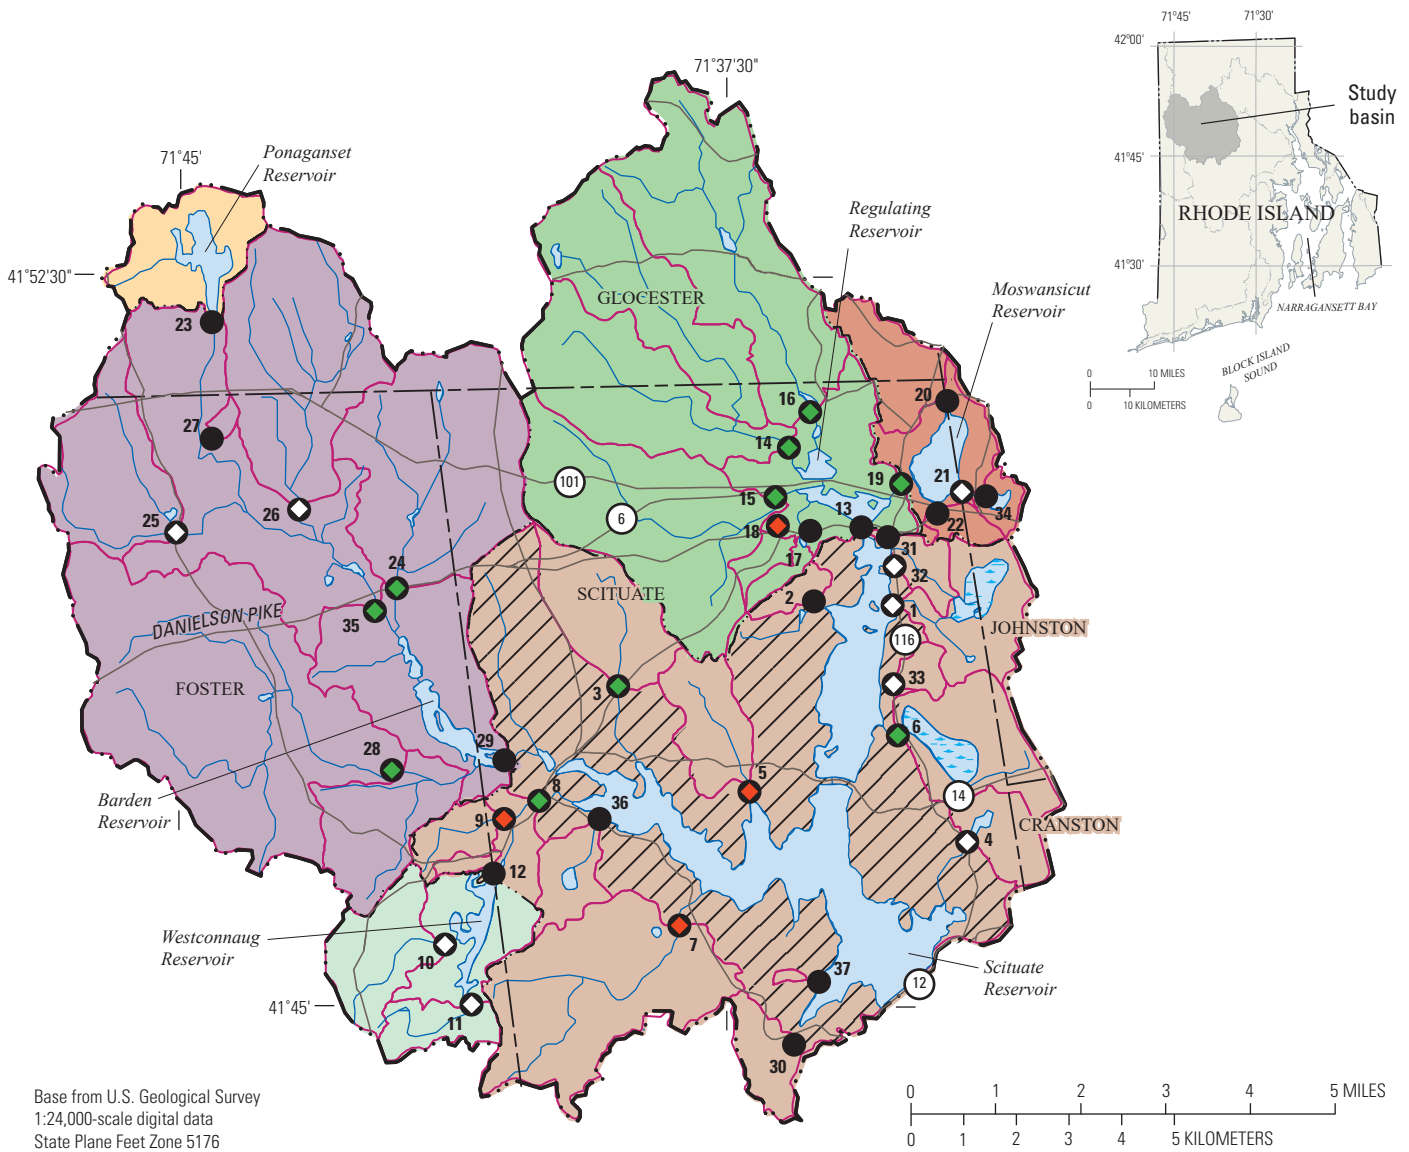 71°45'
71°30'
42°00'
Study
basin
41°45'
RHODE ISLAND
41°30'
NARRAGANSETT BAY
BLOCK ISLAND
SOUND
0
10 MILES
0
10 KILOMETERS
71°37'30"
71°45'
Ponaganset
Reservoir
Regulating
Reservoir
Moswansicut
Reservoir
41°52'30"
GLOCESTER
23
16
20
27
14
101
19
21
15
6
13
34
25
26
18
22
17
31
24
32
2
1
SCITUATE
35
DANIELSON PIKE
116
JOHNSTON
33
FOSTER
3
6
29
28
5
8
14
Barden
Reservoir
36
9
CRANSTON
4
12
Westconnaug
Reservoir
7
10
37
Scituate
Reservoir
12
41°45'
11
30
Base from U.S. Geological Survey
1:24,000-scale digital data
State Plane Feet Zone 5176
0 1 2 3 4 5 MILES
0 1 2 3 4 5 KILOMETERS